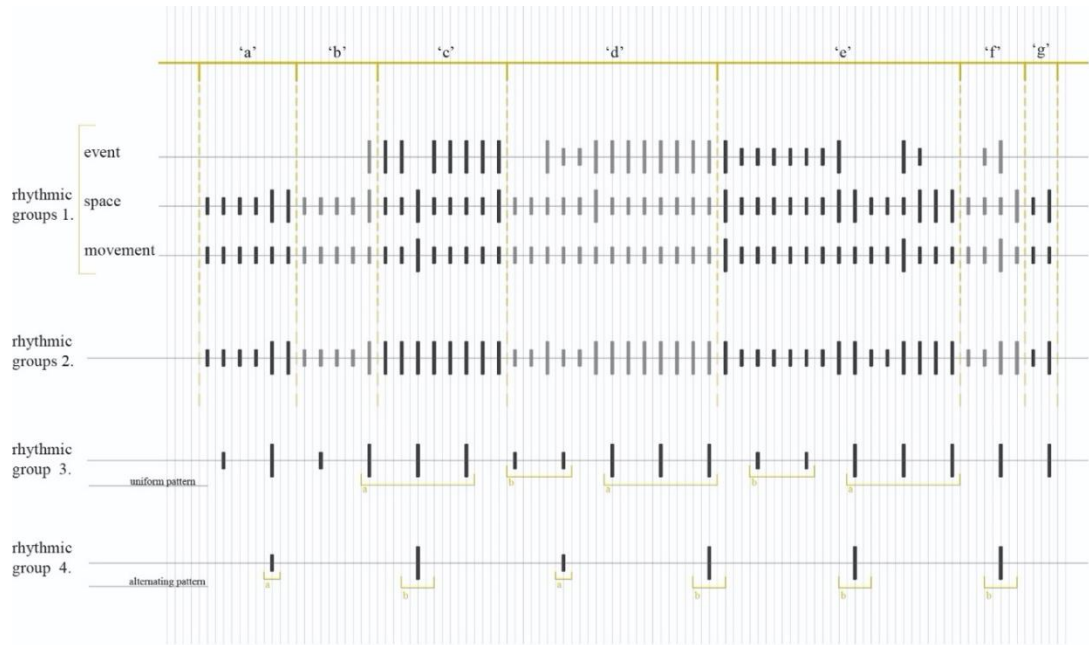 ‘a’ ‘b’ ‘c’ ‘d’ ‘e’ ‘f’ ‘g’
event
rhythmic
groups 1.
space
movement
rhythmic
groups 2.
rhythmic
group 3.
uniform pattern
a b a b a
rhythmic
group 4.
alternating pattern
a b a b b b